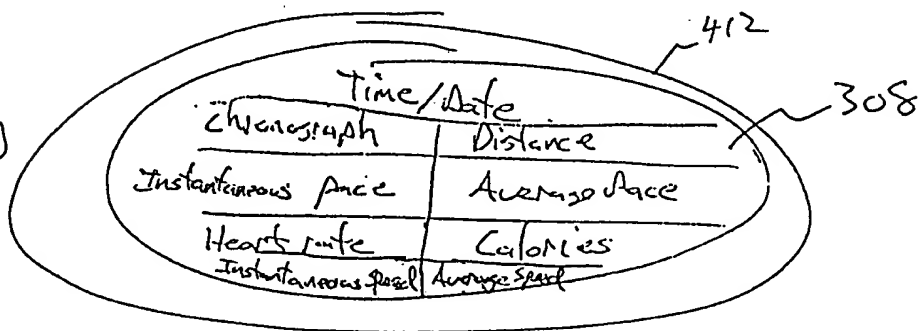 412
308
Time/Date
Chronograph Distance
Instantaneous Pace Average Pace
Heart rate Calories
Instantaneous Speed Average Speed